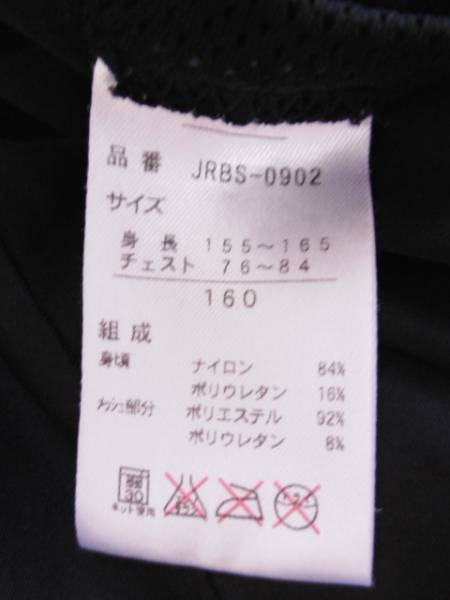 品番 JRBS-0902
サイズ
身長 155～165
チェスト 76～84
160
組成
身頃 ナイロン 84%
ポリウレタン 16%
メッシュ部分 ポリエステル 92%
ポリウレタン 8%
30
ネット使用